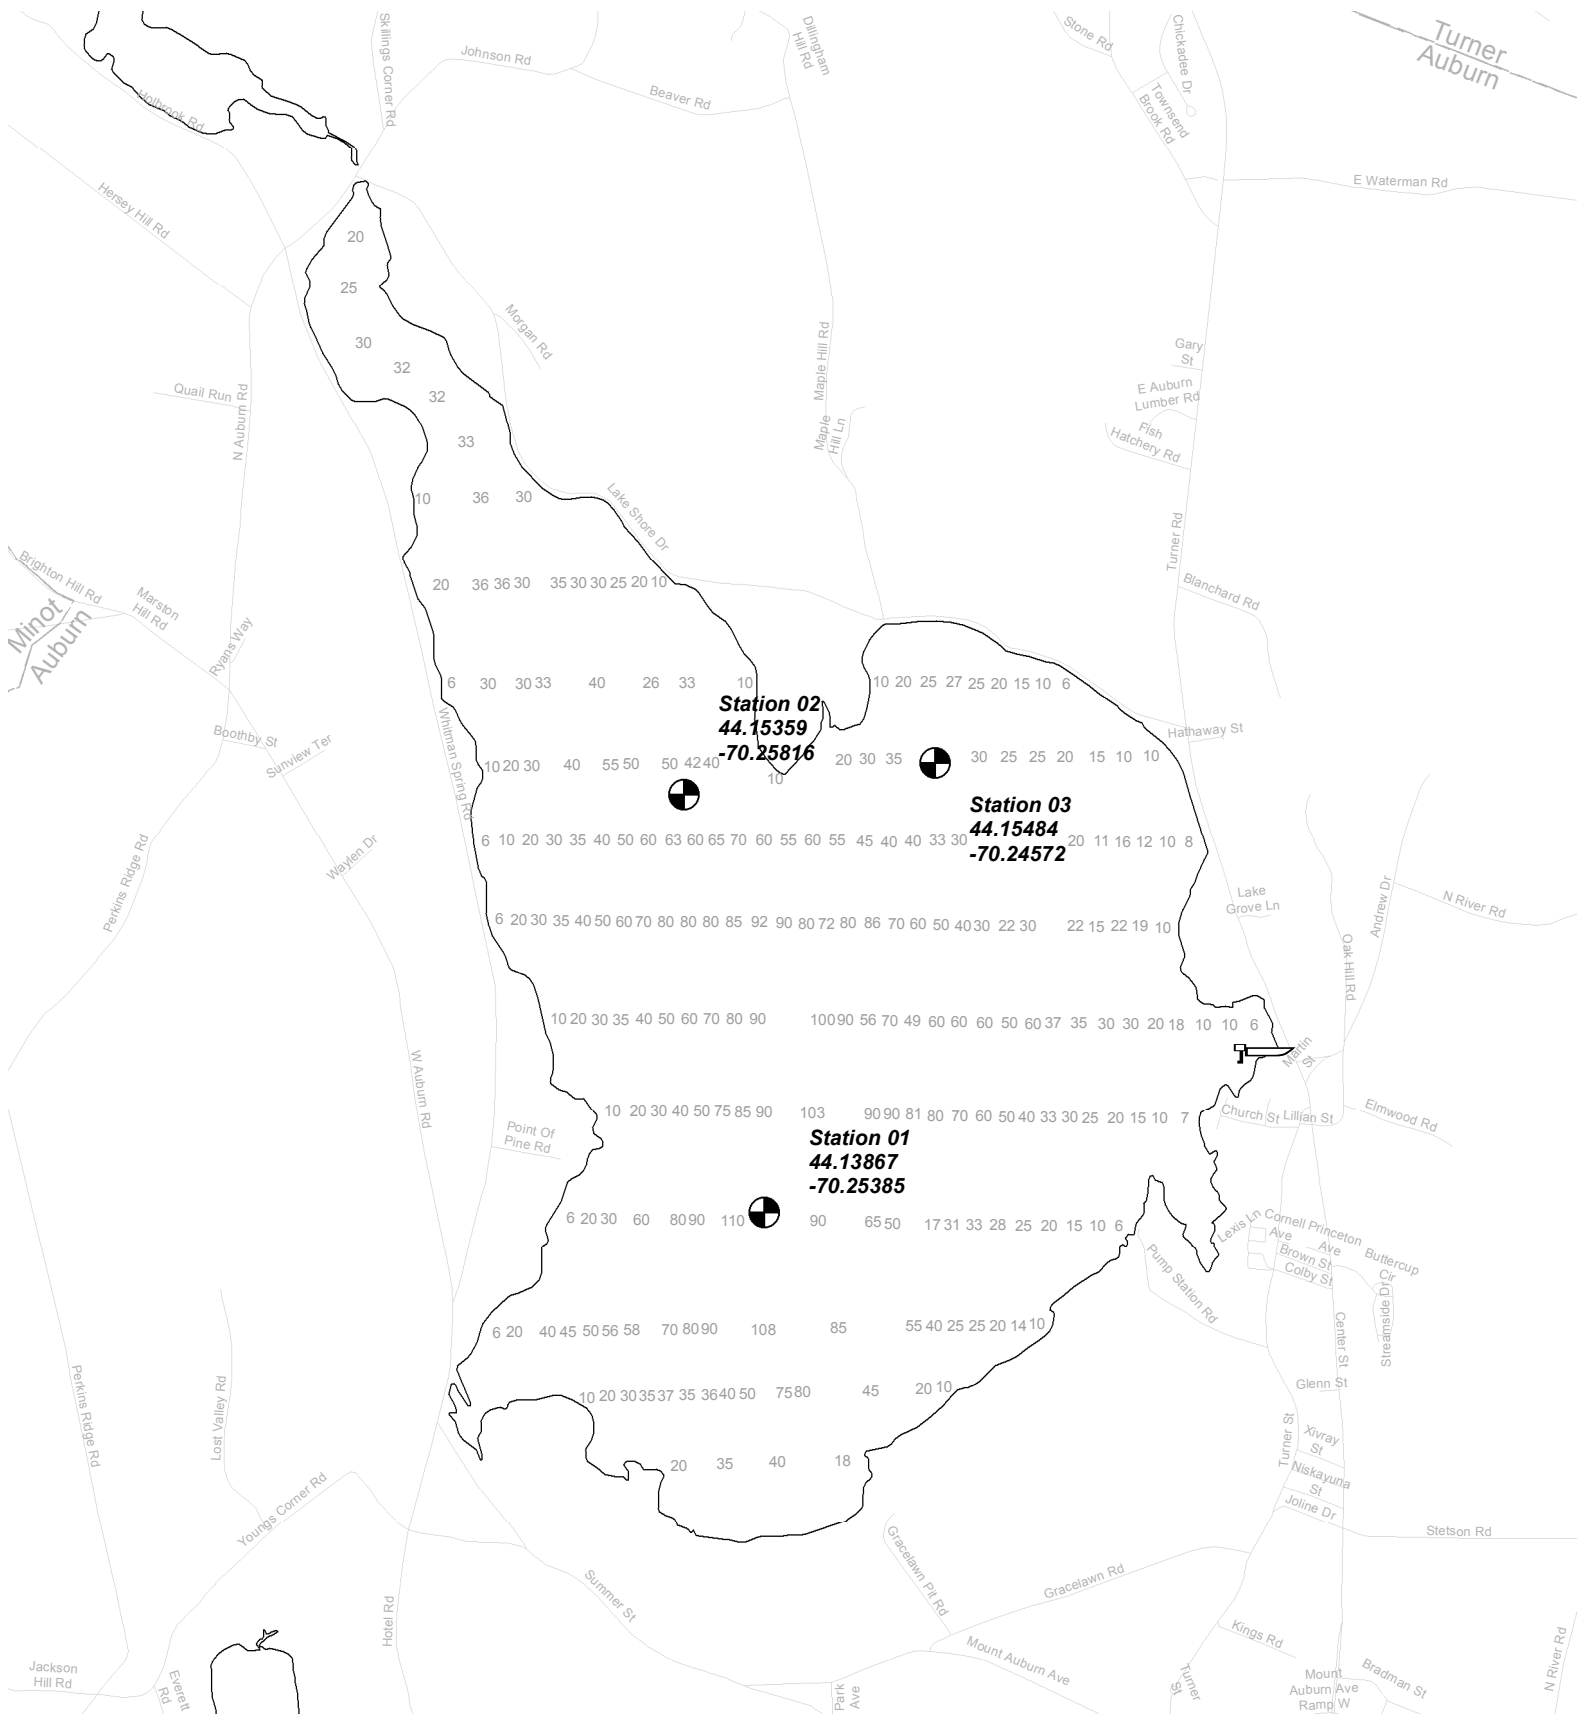 Turner
Auburn
Skillings Corner Rd
Johnson Rd
Dillingham
Hill Rd
Stone Rd
Chickadee Dr
Beaver Rd
Townsend
Brook Rd
Holbrook Rd
Hersey Hill Rd
E Waterman Rd
20
25
30
32
32
33
10 36 30
Morgan Rd
Maple Hill Rd
Maple
Hill Ln
Gary
St
E Auburn
Lumber Rd
Fish
Hatchery Rd
Quail Run
N Auburn Rd
Lake Shore Dr
Turner Rd
Blanchard Rd
Brighton Hill Rd
Marston
Hill Rd
Minot
Auburn
Ryans Way
20 36 36 30 35 30 30 25 20 10
6 30 30 33 40 26 33 10
10 20 25 27 25 20 15 10 6
Station 02
44.15359
-70.25816
Hathaway St
Boothby St
Sunview Ter
Whitman Spring Rd
10 20 30 40 55 50 50 42 40
10
20 30 35 30 25 25 20 15 10 10
Station 03
44.15484
-70.24572
6 10 20 30 35 40 50 60 63 60 65 70 60 55 60 55 45 40 40 33 30 20 11 16 12 10 8
Waylen Dr
Perkins Ridge Rd
Lake
Grove Ln
Andrew Dr
N River Rd
Oak Hill Rd
6 20 30 35 40 50 60 70 80 80 80 85 92 90 80 72 80 86 70 60 50 40 30 22 30 22 15 22 19 10
10 20 30 35 40 50 60 70 80 90 100 90 56 70 49 60 60 60 50 60 37 35 30 30 20 18 10 10 6
Martin
St
W Auburn Rd
10 20 30 40 50 75 85 90 103 90 90 81 80 70 60 50 40 33 30 25 20 15 10 7
Church St
Lillian St
Elmwood Rd
Point Of
Pine Rd
Station 01
44.13867
-70.25385
6 20 30 60 80 90 110 90 65 50 17 31 33 28 25 20 15 10 6
Lexis Ln
Cornell
Ave
Princeton
Ave
Brown St
Colby St
Buttercup
Cir
Pump Station Rd
Streamside Dr
Center St
6 20 40 45 50 56 58 70 80 90 108 85 55 40 25 25 20 14 10
10 20 30 35 37 35 36 40 50 75 80 45 20 10
20 35 40 18
Perkins Ridge Rd
Lost Valley Rd
Glenn St
Turner St
Xivray
St
Niskayuna
St
Joline Dr
Stetson Rd
Youngs Corner Rd
Gracelawn Pit Rd
Gracelawn Rd
Summer St
Hotel Rd
Kings Rd
Mount Auburn Ave
Jackson
Hill Rd
Everett
Rd
Park
Ave
Turner
St
Mount
Auburn Ave
Ramp W
Bradman St
N River Rd